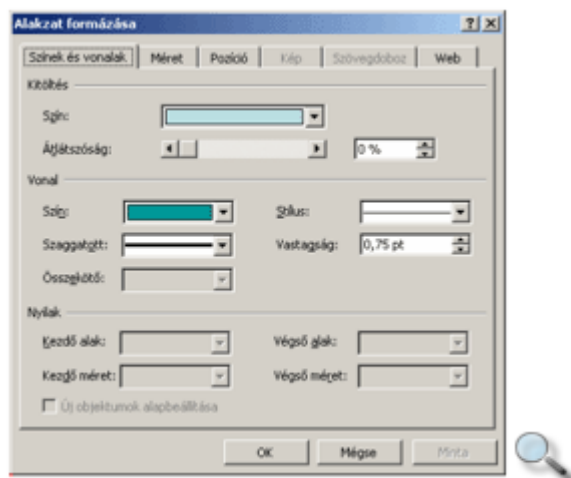 Alakzat formázása
Színek és vonalak Méret Pozíció Kép Szövegdoboz Web
Kitöltés
Szín:
Átlátszóság: 0 %
Vonal
Szín: Stílus:
Szaggatott: Vastagság: 0,75 pt
Összekötő:
Nyilak
Kezdő alak: Végső alak:
Kezdő méret: Végső méret:
Új objektumok alapbeállítása
OK Mégse Minta